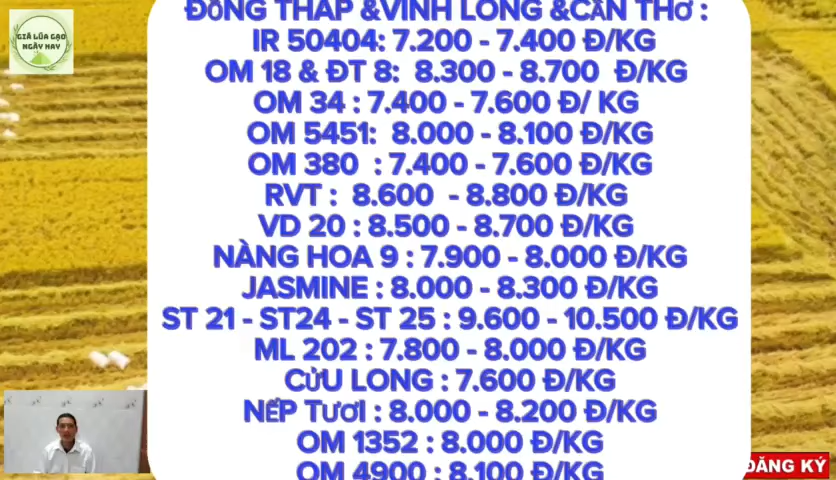 GIÁ LÚA GẠO
NGÀY NAY
ĐỒNG THÁP &VĨNH LONG &CẦN THƠ :
IR 50404: 7.200 - 7.400 Đ/KG
OM 18 & ĐT 8:  8.300 - 8.700  Đ/KG
OM 34 : 7.400 - 7.600 Đ/ KG
OM 5451:  8.000 - 8.100 Đ/KG
OM 380  : 7.400 - 7.600 Đ/KG
RVT :  8.600  - 8.800 Đ/KG
VD 20 : 8.500 - 8.700 Đ/KG
NÀNG HOA 9 : 7.900 - 8.000 Đ/KG
JASMINE : 8.000 - 8.300 Đ/KG
ST 21 - ST24 - ST 25 : 9.600 - 10.500 Đ/KG
ML 202 : 7.800 - 8.000 Đ/KG
CỬU LONG : 7.600 Đ/KG
NẾP TƯƠI : 8.000 - 8.200 Đ/KG
OM 1352 : 8.000 Đ/KG
OM 4900 : 8.100 Đ/KG
ĐĂNG KÝ